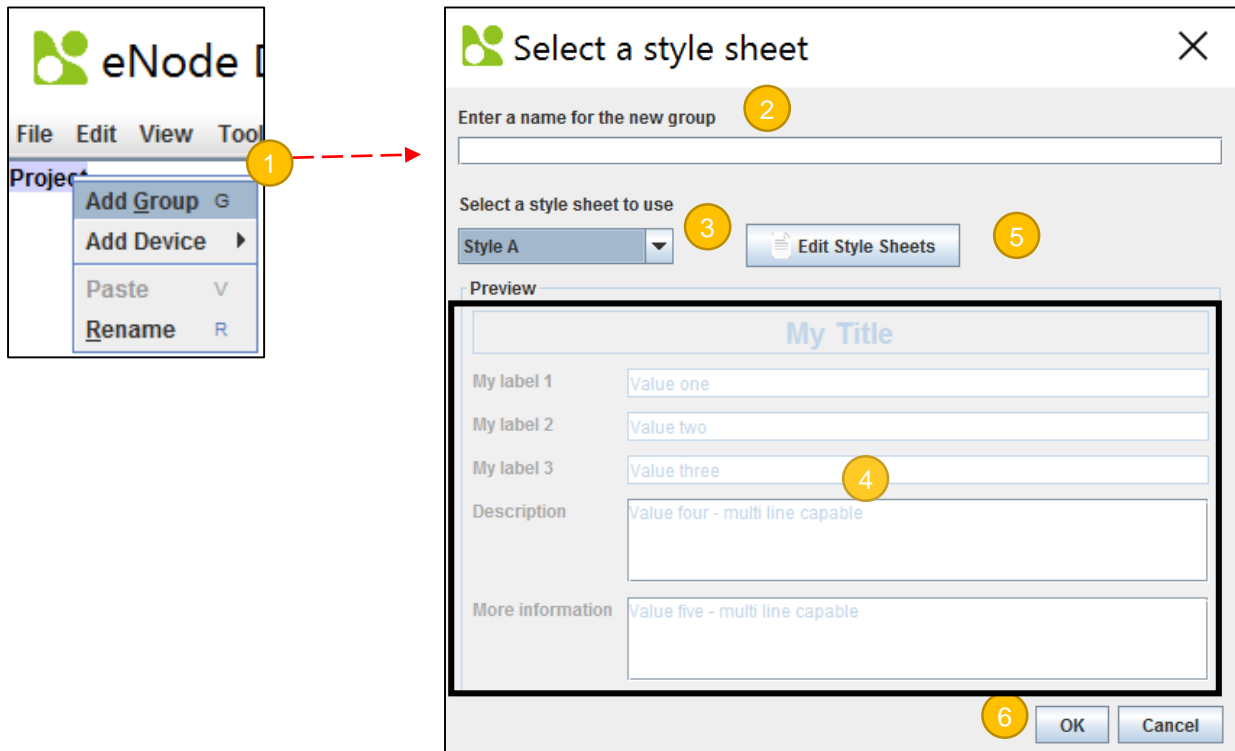 eNode D
File Edit View Tool
1
Project
Add Group G
Add Device
Paste V
Rename R
Select a style sheet
Enter a name for the new group
2
Select a style sheet to use
3
Style A
Edit Style Sheets
5
Preview
My Title
My label 1 Value one
My label 2 Value two
My label 3 Value three
4
Description Value four - multi line capable
More information Value five - multi line capable
6
OK Cancel